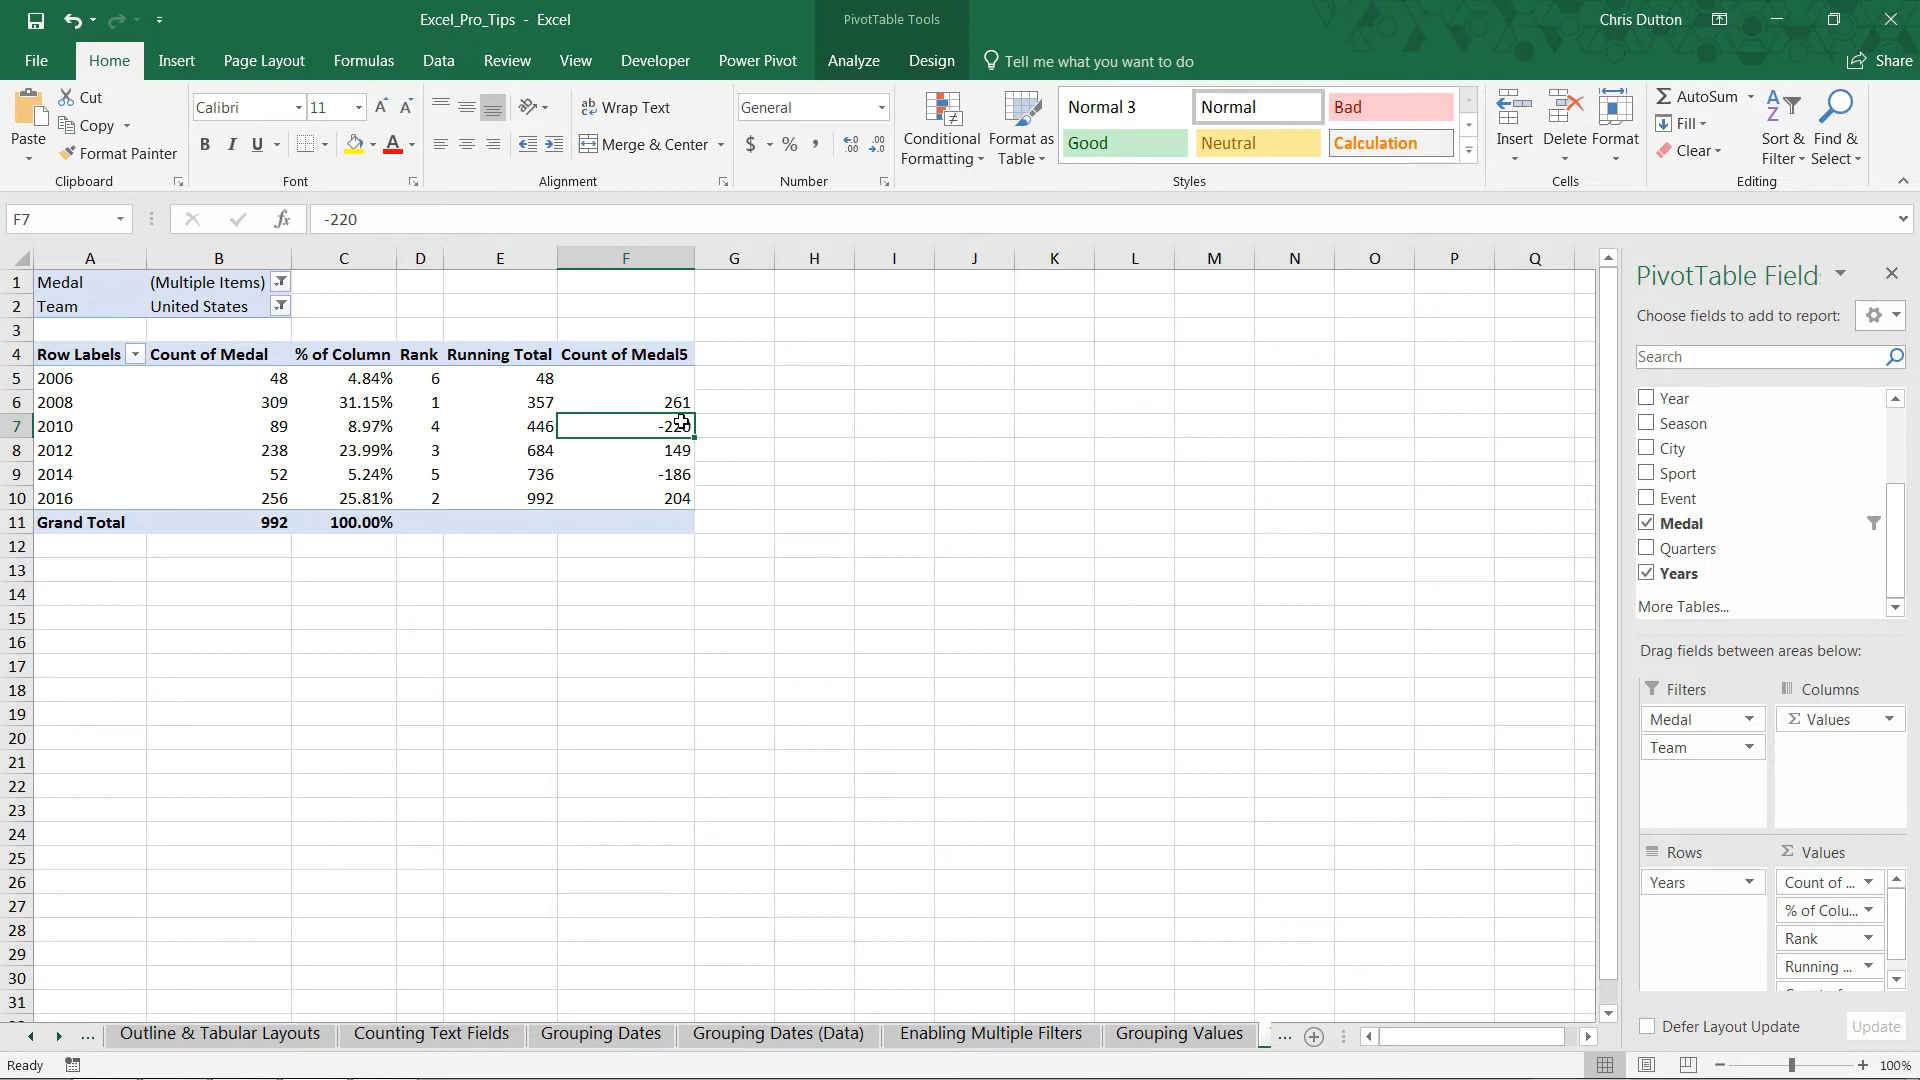 Excel_Pro_Tips - Excel
PivotTable Tools
Chris Dutton
File Home Insert Page Layout Formulas Data Review View Developer Power Pivot Analyze Design Tell me what you want to do Share
Paste
Cut
Copy
Format Painter
Clipboard
Calibri 11
B I U A
Font
Wrap Text
Merge & Center
Alignment
General
$ % ,
Number
Conditional Formatting
Format as Table
Normal 3 Normal Bad
Good Neutral Calculation
Styles
Insert Delete Format
Cells
AutoSum
Fill
Clear
Sort & Filter
Find & Select
Editing
F7 fx -220
A B C D E F G H I J K L M N O P Q
1 Medal (Multiple Items)
2 Team United States
3
4 Row Labels Count of Medal % of Column Rank Running Total Count of Medal5
5 2006 48 4.84% 6 48
6 2008 309 31.15% 1 357 261
7 2010 89 8.97% 4 446 -220
8 2012 238 23.99% 3 684 149
9 2014 52 5.24% 5 736 -186
10 2016 256 25.81% 2 992 204
11 Grand Total 992 100.00%
12
13
14
15
16
17
18
19
20
21
22
23
24
25
26
27
28
29
30
31
PivotTable Field
Choose fields to add to report:
Search
Year
Season
City
Sport
Event
Medal
Quarters
Years
More Tables...
Drag fields between areas below:
Filters Columns
Medal Values
Team
Rows Values
Years Count of ...
% of Colu...
Rank
Running ...
Defer Layout Update Update
... Outline & Tabular Layouts Counting Text Fields Grouping Dates Grouping Dates (Data) Enabling Multiple Filters Grouping Values ...
Ready 100%